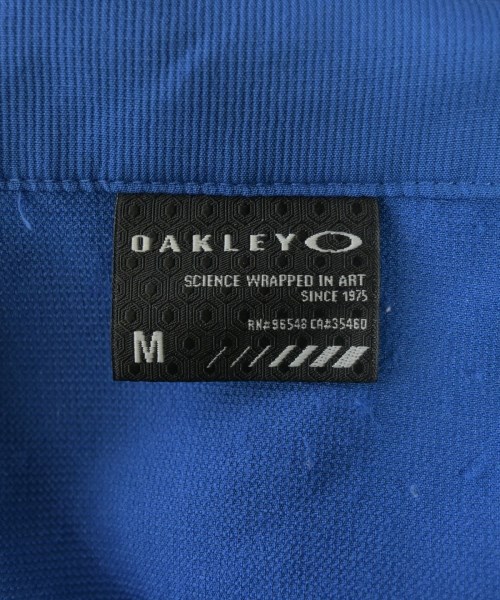 OAKLEY
SCIENCE WRAPPED IN ART
SINCE 1975
RN#96548 CA#35460
M